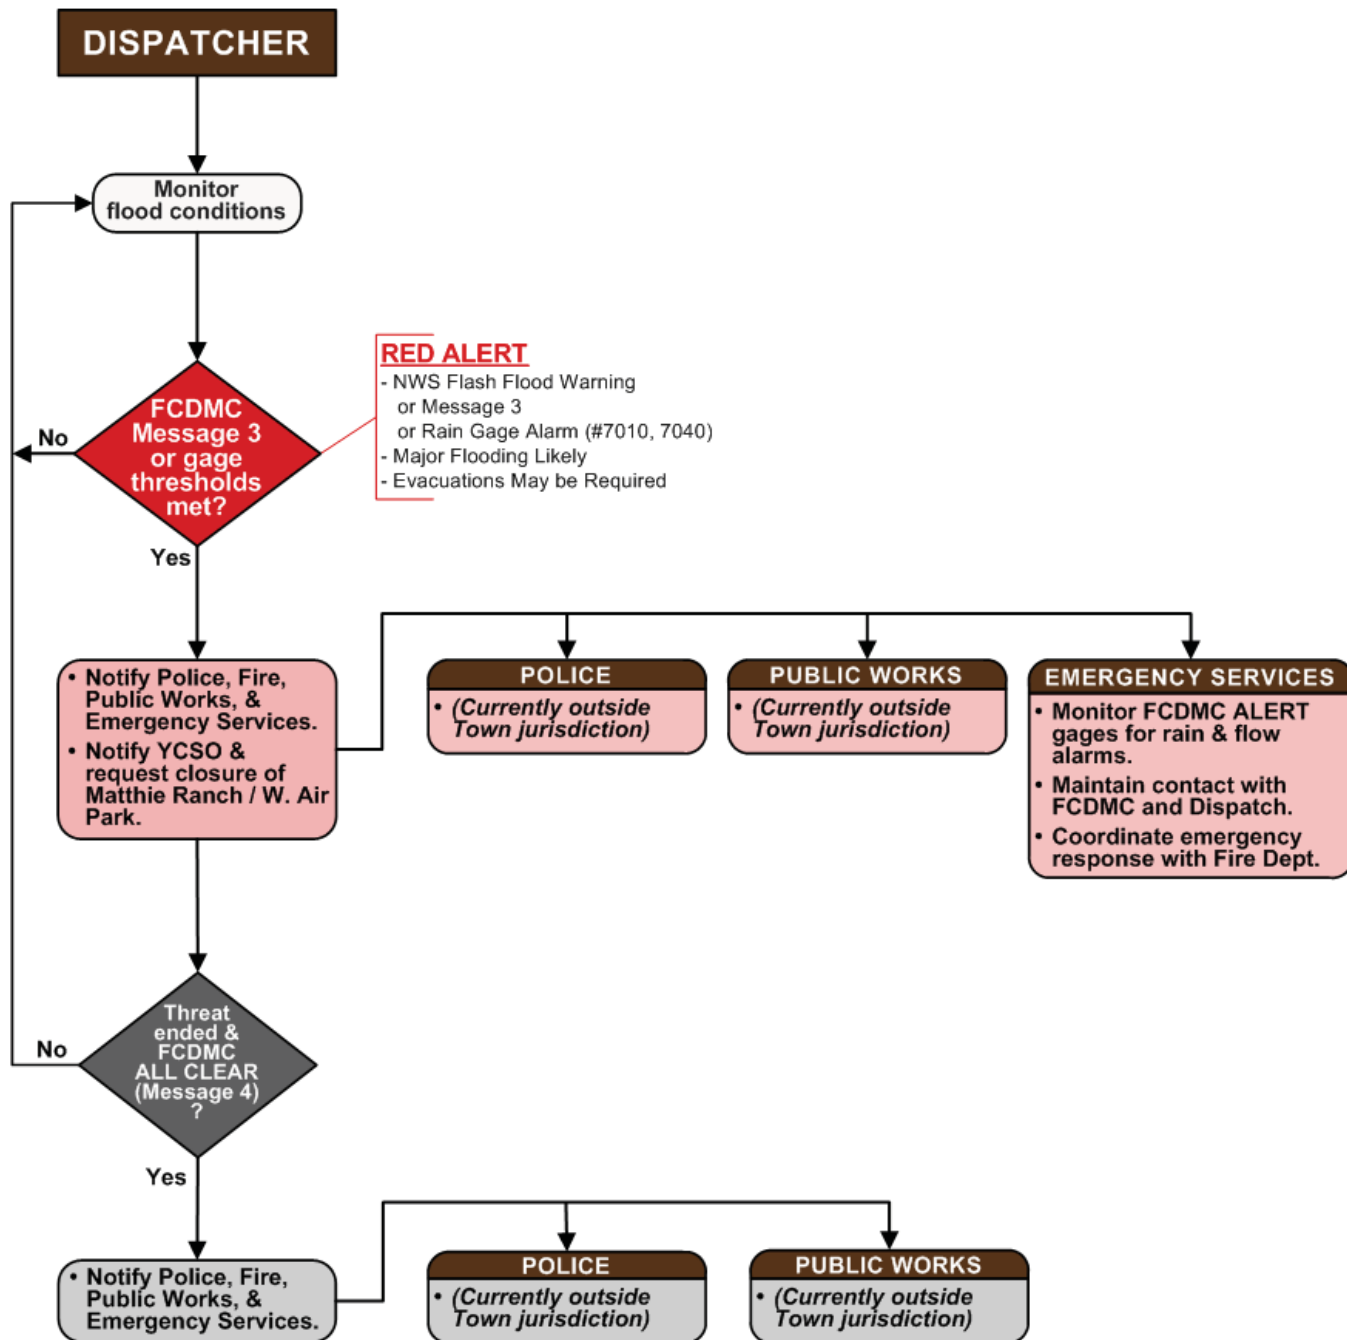 DISPATCHER
Monitor
flood conditions
FCDMC
Message 3
or gage
thresholds
met?
No
Yes
RED ALERT
- NWS Flash Flood Warning
or Message 3
or Rain Gage Alarm (#7010, 7040)
- Major Flooding Likely
- Evacuations May be Required
• Notify Police, Fire,
Public Works, &
Emergency Services.
• Notify YCSO &
request closure of
Matthie Ranch / W. Air
Park.
POLICE
• (Currently outside
Town jurisdiction)
PUBLIC WORKS
• (Currently outside
Town jurisdiction)
EMERGENCY SERVICES
• Monitor FCDMC ALERT
gages for rain & flow
alarms.
• Maintain contact with
FCDMC and Dispatch.
• Coordinate emergency
response with Fire Dept.
Threat
ended &
FCDMC
ALL CLEAR
(Message 4)
?
No
Yes
• Notify Police, Fire,
Public Works, &
Emergency Services.
POLICE
• (Currently outside
Town jurisdiction)
PUBLIC WORKS
• (Currently outside
Town jurisdiction)